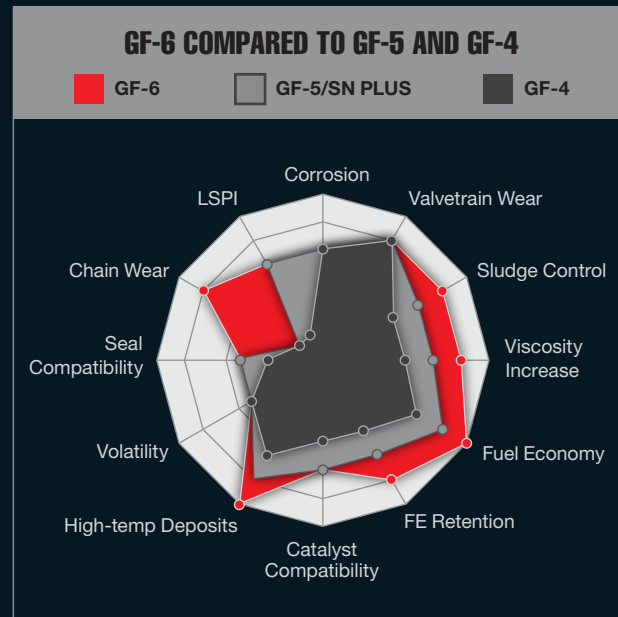 GF-6 COMPARED TO GF-5 AND GF-4
GF-6
GF-5/SN PLUS
GF-4
Corrosion
LSPI
Valvetrain Wear
Chain Wear
Sludge Control
Seal
Compatibility
Viscosity
Increase
Volatility
Fuel Economy
High-temp Deposits
FE Retention
Catalyst
Compatibility